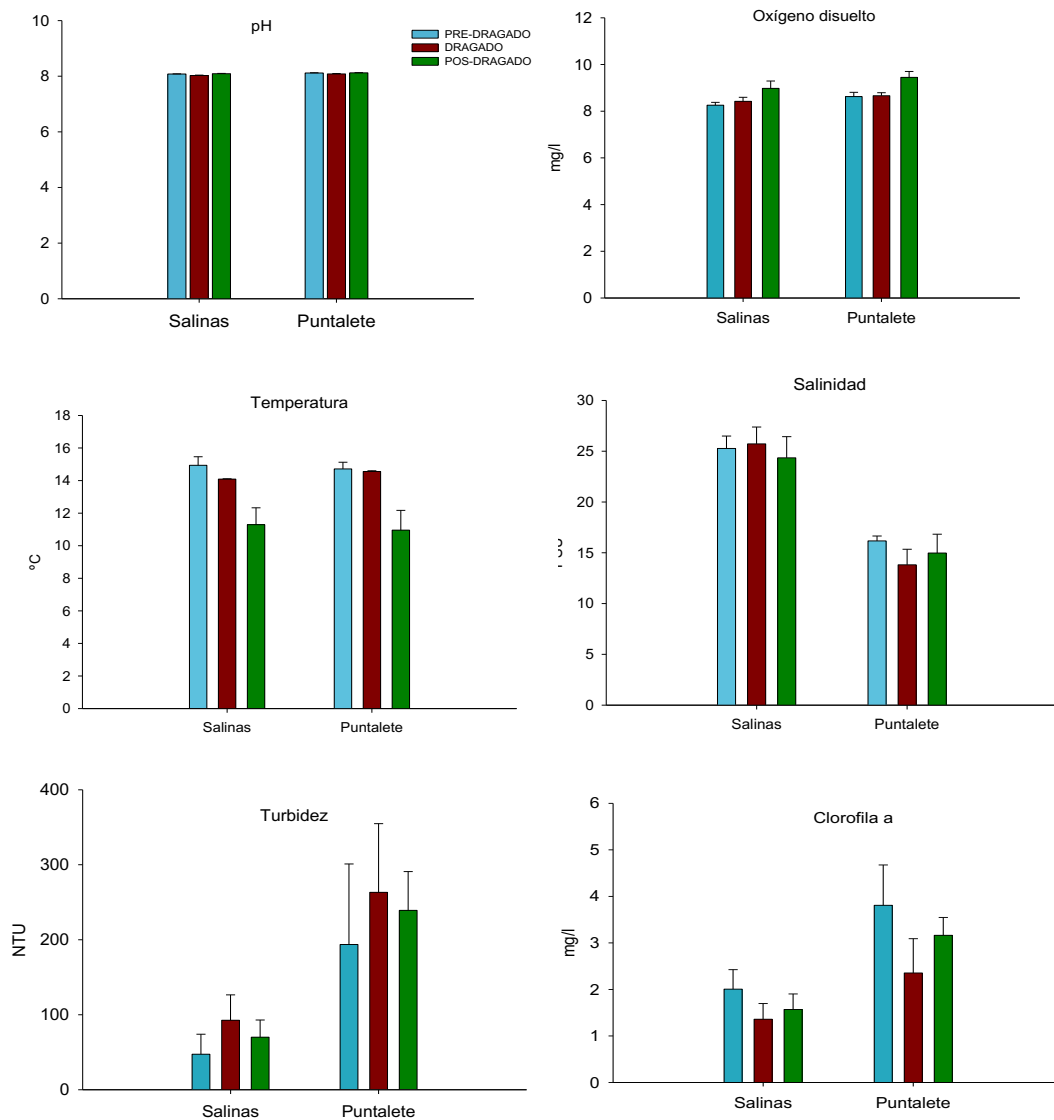 pH
PRE-DRAGADO
DRAGADO
POS-DRAGADO
10
8
6
4
2
0
Salinas Puntalete
Oxígeno disuelto
mg/l
12
10
8
6
4
2
0
Salinas Puntalete
Temperatura
ºC
18
16
14
12
10
8
6
4
2
0
Salinas Puntalete
Salinidad
30
25
20
15
10
5
0
Salinas Puntalete
Turbidez
NTU
400
300
200
100
0
Salinas Puntalete
Clorofila a
mg/l
6
5
4
3
2
1
0
Salinas Puntalete